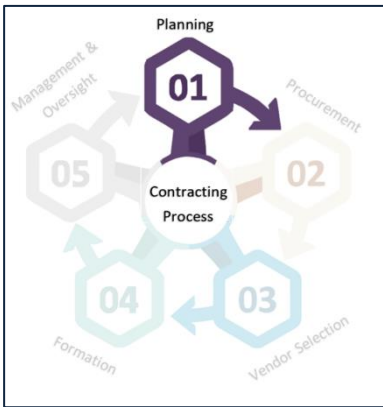 Planning
01
Management &
Oversight
Procurement
05
02
Contracting
Process
04
03
Formation
Vendor Selection